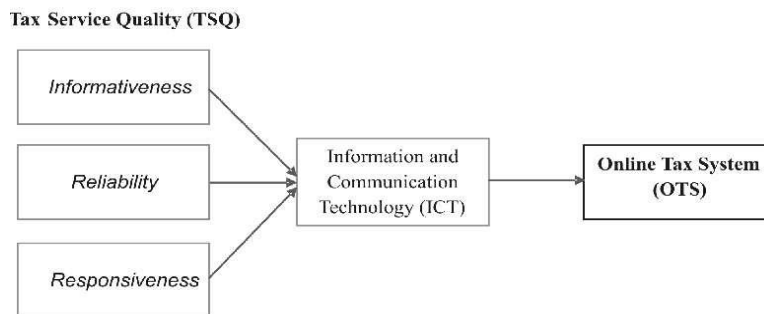 Tax Service Quality (TSQ)
Informativeness
Reliability
Responsiveness
Information and
Communication
Technology (ICT)
Online Tax System
(OTS)